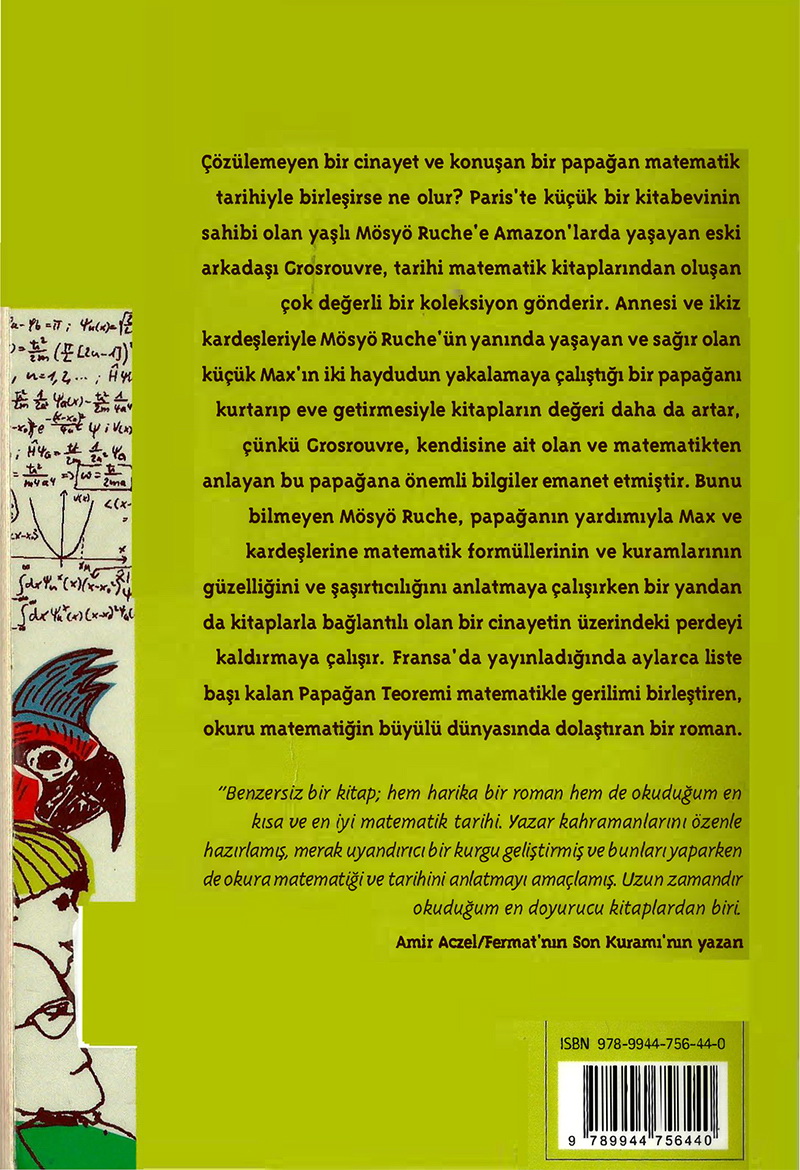 Çözülemeyen bir cinayet ve konuşan bir papağan matematik
tarihiyle birleşirse ne olur? Paris'te küçük bir kitabevinin
sahibi olan yaşlı Mösyö Ruche'e Amazon'larda yaşayan eski
arkadaşı Grosrouvre, tarihi matematik kitaplarından oluşan
çok değerli bir koleksiyon gönderir. Annesi ve ikiz
kardeşleriyle Mösyö Ruche'ün yanında yaşayan ve sağır olan
küçük Max'ın iki haydudun yakalamaya çalıştığı bir papağanı
kurtarıp eve getirmesiyle kitapların değeri daha da artar,
çünkü Grosrouvre, kendisine ait olan ve matematikten
anlayan bu papağana önemli bilgiler emanet etmiştir. Bunu
bilmeyen Mösyö Ruche, papağanın yardımıyla Max ve
kardeşlerine matematik formüllerinin ve kuramlarının
güzelliğini ve şaşırtıcılığını anlatmaya çalışırken bir yandan
da kitaplarla bağlantılı olan bir cinayetin üzerindeki perdeyi
kaldırmaya çalışır. Fransa'da yayınladığında aylarca liste
başı kalan Papağan Teoremi matematikle gerilimi birleştiren,
okuru matematiğin büyülü dünyasında dolaştıran bir roman.
"Benzersiz bir kitap; hem harika bir roman hem de okuduğum en
kısa ve en iyi matematik tarihi. Yazar kahramanlarını özenle
hazırlamış, merak uyandırıcı bir kurgu geliştirmiş ve bunları yaparken
de okura matematiği ve tarihini anlatmayı amaçlamış. Uzun zamandır
okuduğum en doyurucu kitaplardan biri.
Amir Aczel/Fermat'nın Son Kuramı'nın yazarı
ISBN 978-9944-756-44-0
9 789944 756440